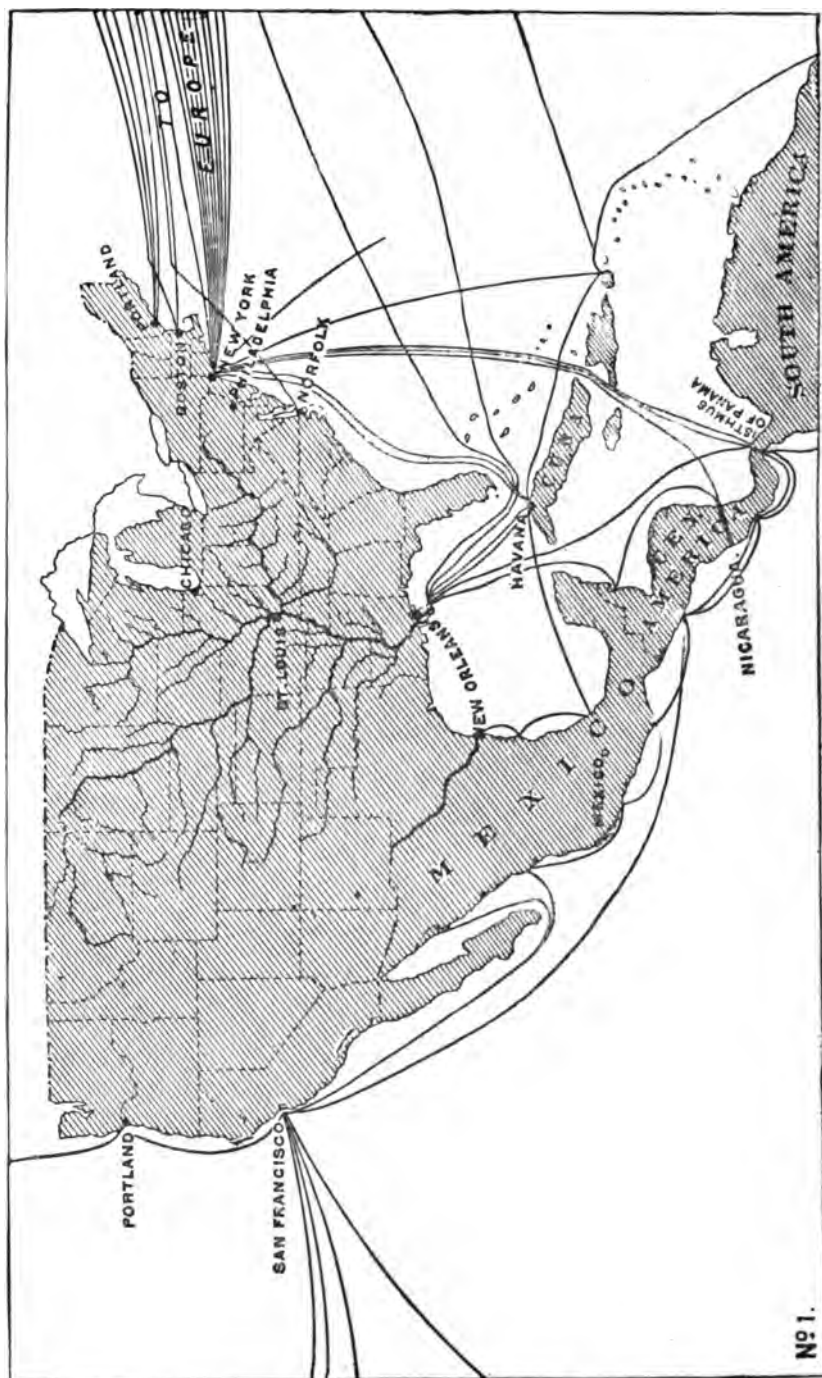 TO
EUROPE
PORTLAND
BOSTON
NEW YORK
PHILADELPHIA
NORFOLK
CHICAGO
ST. LOUIS
NEW ORLEANS
PORTLAND
SAN FRANCISCO
MEXICO
MEXICO
HAVANA
CUBA
CEN.
AMERICA
NICARAGUA
ISTHMUS
OF PANAMA
SOUTH AMERICA
Nº 1.